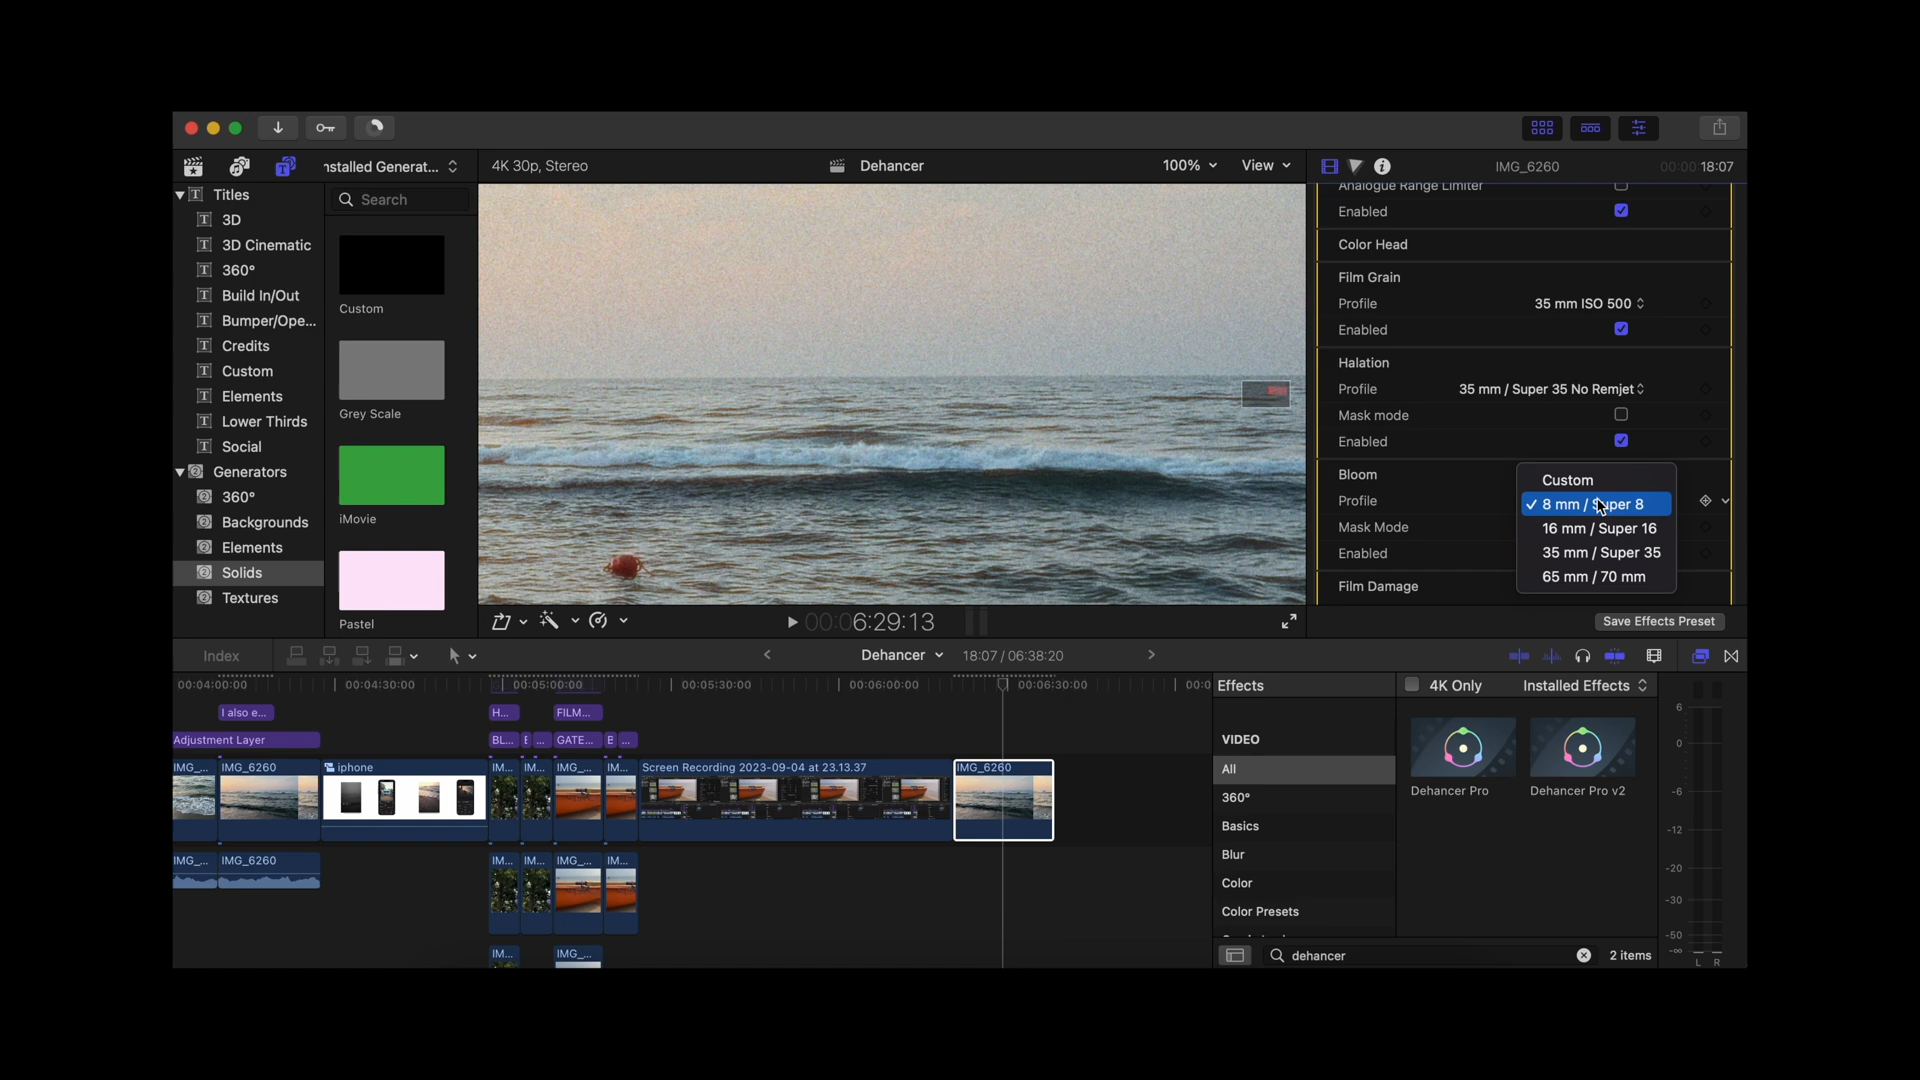 nstalled Generat...
4K 30p, Stereo
Dehancer
100%
View
IMG_6260
00:00:18:07
Titles
3D
3D Cinematic
360°
Build In/Out
Bumper/Ope...
Credits
Custom
Elements
Lower Thirds
Social
Generators
360°
Backgrounds
Elements
Solids
Textures
Search
Custom
Grey Scale
iMovie
Pastel
Analogue Range Limiter
Enabled
Color Head
Film Grain
Profile 35 mm ISO 500
Enabled
Halation
Profile 35 mm / Super 35 No Remjet
Mask mode
Enabled
Bloom
Profile
Mask Mode
Enabled
Film Damage
Custom
8 mm / Super 8
16 mm / Super 16
35 mm / Super 35
65 mm / 70 mm
00:06:29:13
Save Effects Preset
Index
Dehancer
18:07 / 06:38:20
00:04:00:00
00:04:30:00
00:05:00:00
00:05:30:00
00:06:00:00
00:06:30:00
00:0
I also e...
H...
FILM...
Adjustment Layer
BL...
E
...
GATE...
B
...
IMG_...
IMG_6260
iphone
IM...
IM...
IMG_...
IM...
Screen Recording 2023-09-04 at 23.13.37
IMG_6260
IMG_...
IMG_6260
IM...
IM...
IMG_...
IM...
IM...
IMG_...
Effects
4K Only
Installed Effects
VIDEO
All
360°
Basics
Blur
Color
Color Presets
Dehancer Pro
Dehancer Pro v2
dehancer
2 items
6
0
-6
-12
-20
-30
-50
-∞
L R